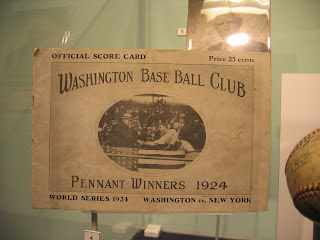 OFFICIAL SCORE CARD Price 25 cents
WASHINGTON BASE BALL CLUB
PENNANT WINNERS 1924
WORLD SERIES 1924 WASHINGTON vs. NEW YORK
4